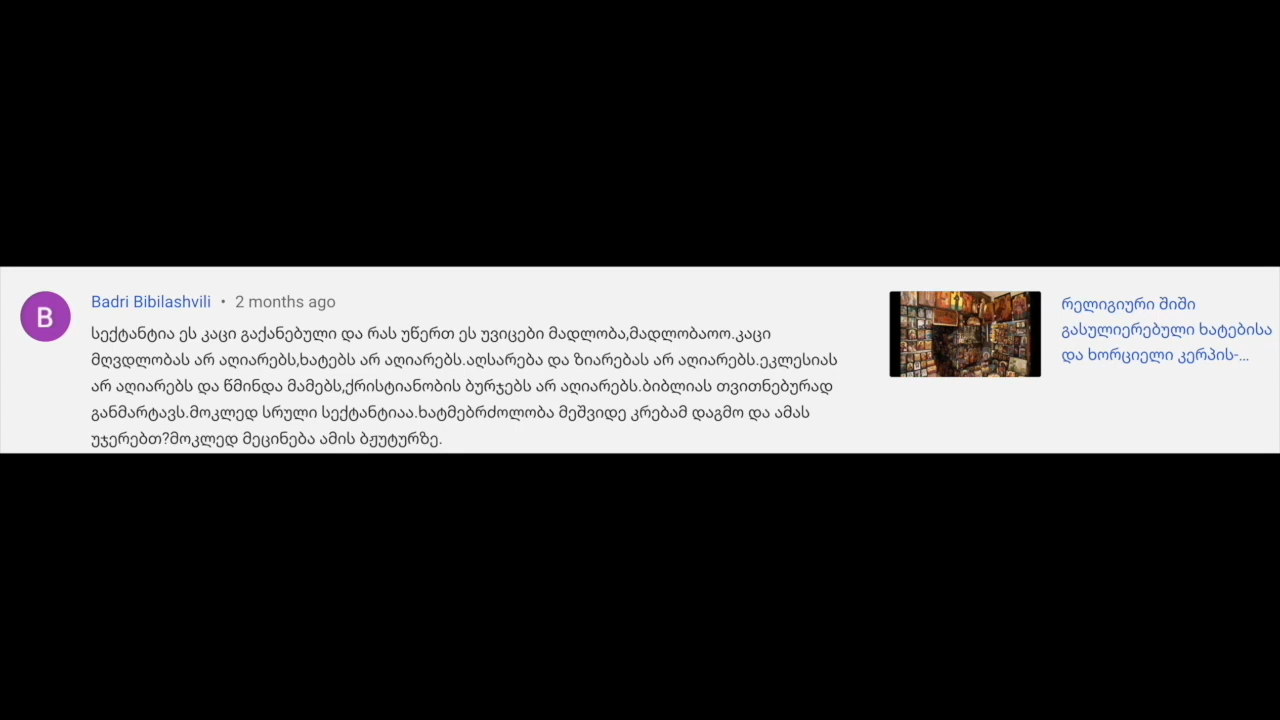 B
Badri Bibilashvili • 2 months ago
სექტანტია ეს კაცი გაქანებული და რას უწერთ ეს უვიცები მადლობა,მადლობაოო.კაცი
მღვდლობას არ აღიარებს,ხატებს არ აღიარებს.აღსარება და ზიარებას არ აღიარებს.ეკლესიას
არ აღიარებს და წმინდა მამებს,ქრისტიანობის ბურჯებს არ აღიარებს.ბიბლიას თვითნებურად
განმარტავს.მოკლედ სრული სექტანტიაა.ხატმებრძოლობა მეშვიდე კრებამ დაგმო და ამას
უჯერებთ?მოკლედ მეცინება ამის ბჟუტურზე.
რელიგიური შიში
გასულიერებული ხატებისა
და ხორციელი კერპის-...